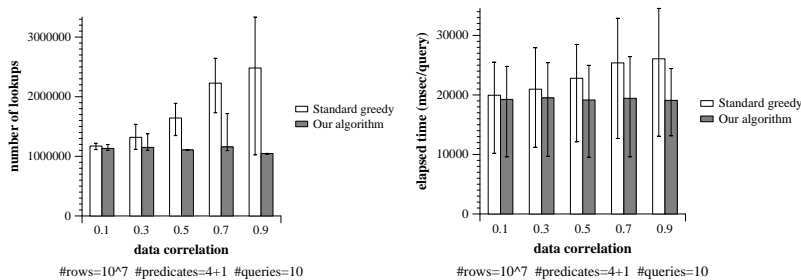 number of lookups
3000000
2000000
1000000
0
0.1 0.3 0.5 0.7 0.9
data correlation
#rows=10^7 #predicates=4+1 #queries=10
Standard greedy
Our algorithm
elapsed time (msec/query)
30000
20000
10000
0
0.1 0.3 0.5 0.7 0.9
data correlation
#rows=10^7 #predicates=4+1 #queries=10
Standard greedy
Our algorithm